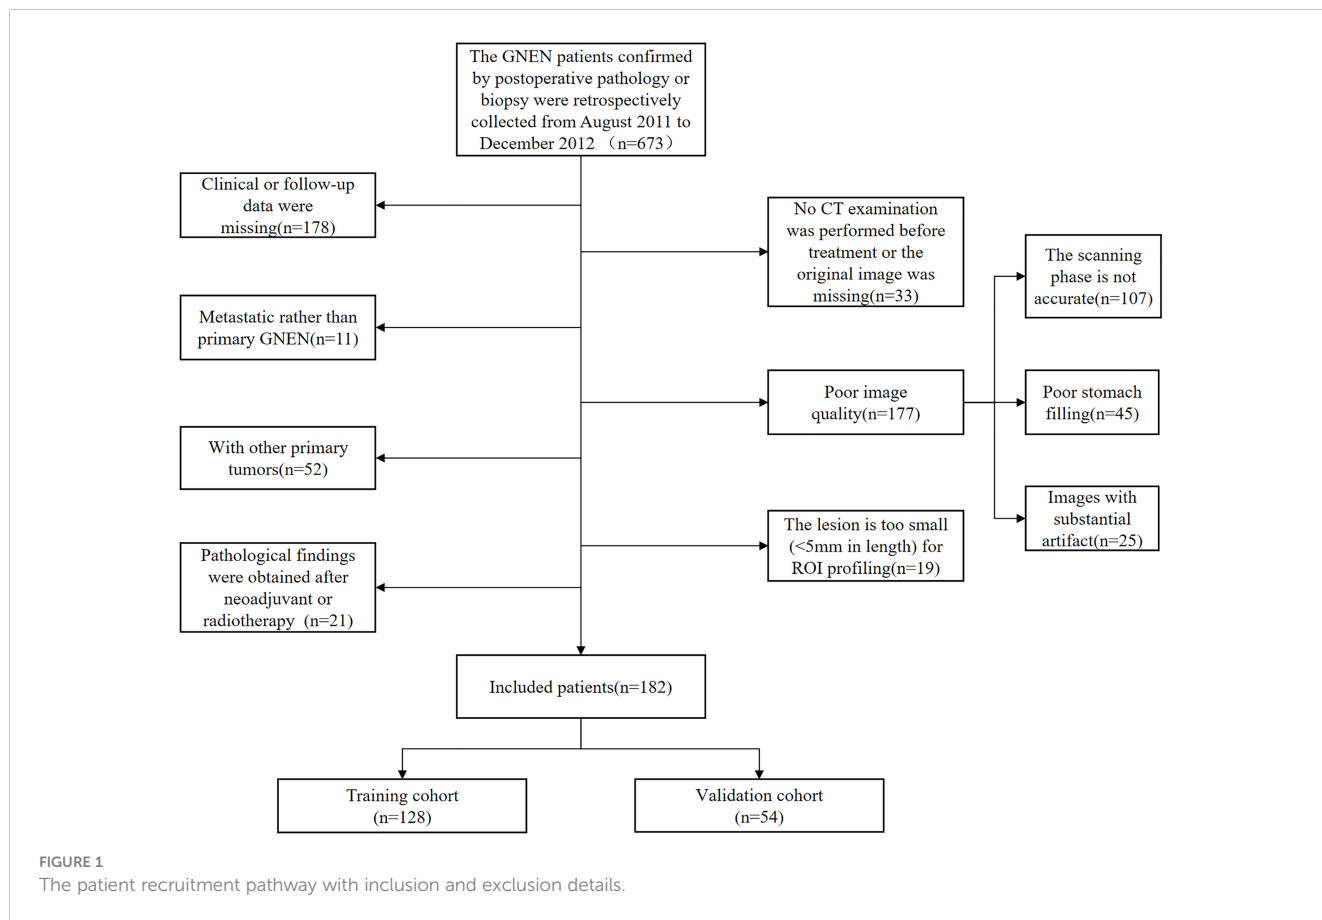 The GNEN patients confirmed
by postoperative pathology or
biopsy were retrospectively
collected from August 2011 to
December 2012 （n=673）
Clinical or follow-up
data were
missing(n=178)
No CT examination
was performed before
treatment or the
original image was
missing(n=33)
The scanning
phase is not
accurate(n=107)
Metastatic rather than
primary GNEN(n=11)
Poor image
quality(n=177)
Poor stomach
filling(n=45)
With other primary
tumors(n=52)
Images with
substantial
artifact(n=25)
The lesion is too small
(<5mm in length) for
ROI profiling(n=19)
Pathological findings
were obtained after
neoadjuvant or
radiotherapy (n=21)
Included patients(n=182)
Training cohort
(n=128)
Validation cohort
(n=54)
FIGURE 1
The patient recruitment pathway with inclusion and exclusion details.